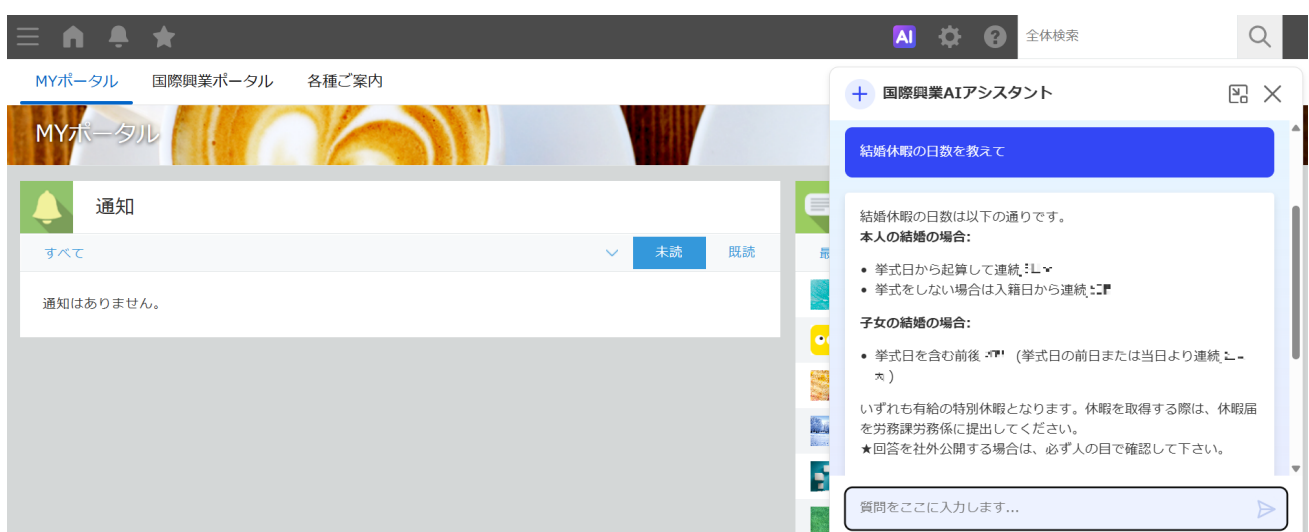 AI
全体検索
MYポータル
国際興業ポータル
各種ご案内
MYポータル
通知
すべて
未読
既読
通知はありません。
最
国際興業AIアシスタント
結婚休暇の日数を教えて
結婚休暇の日数は以下の通りです。
本人の結婚の場合:
挙式日から起算して連続
挙式をしない場合は入籍日から連続
子女の結婚の場合:
挙式日を含む前後 (挙式日の前日または当日より連続
)
いずれも有給の特別休暇となります。休暇を取得する際は、休暇届
を労務課労務係に提出してください。
★回答を社外公開する場合は、必ず人の目で確認して下さい。
質問をここに入力します...